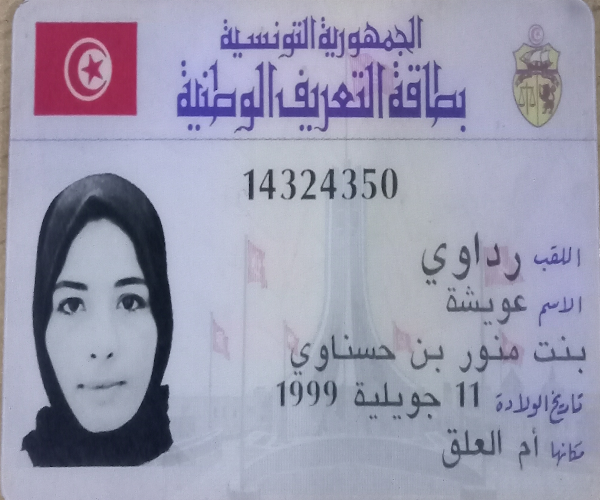 الجمهورية التونسية
بطاقة التعريف الوطنية
14324350
اللقب رداوي
الاسم عويشة
بنت منور بن حسناوي
تاريخ الولادة 11 جويلية 1999
مكانها أم العلق